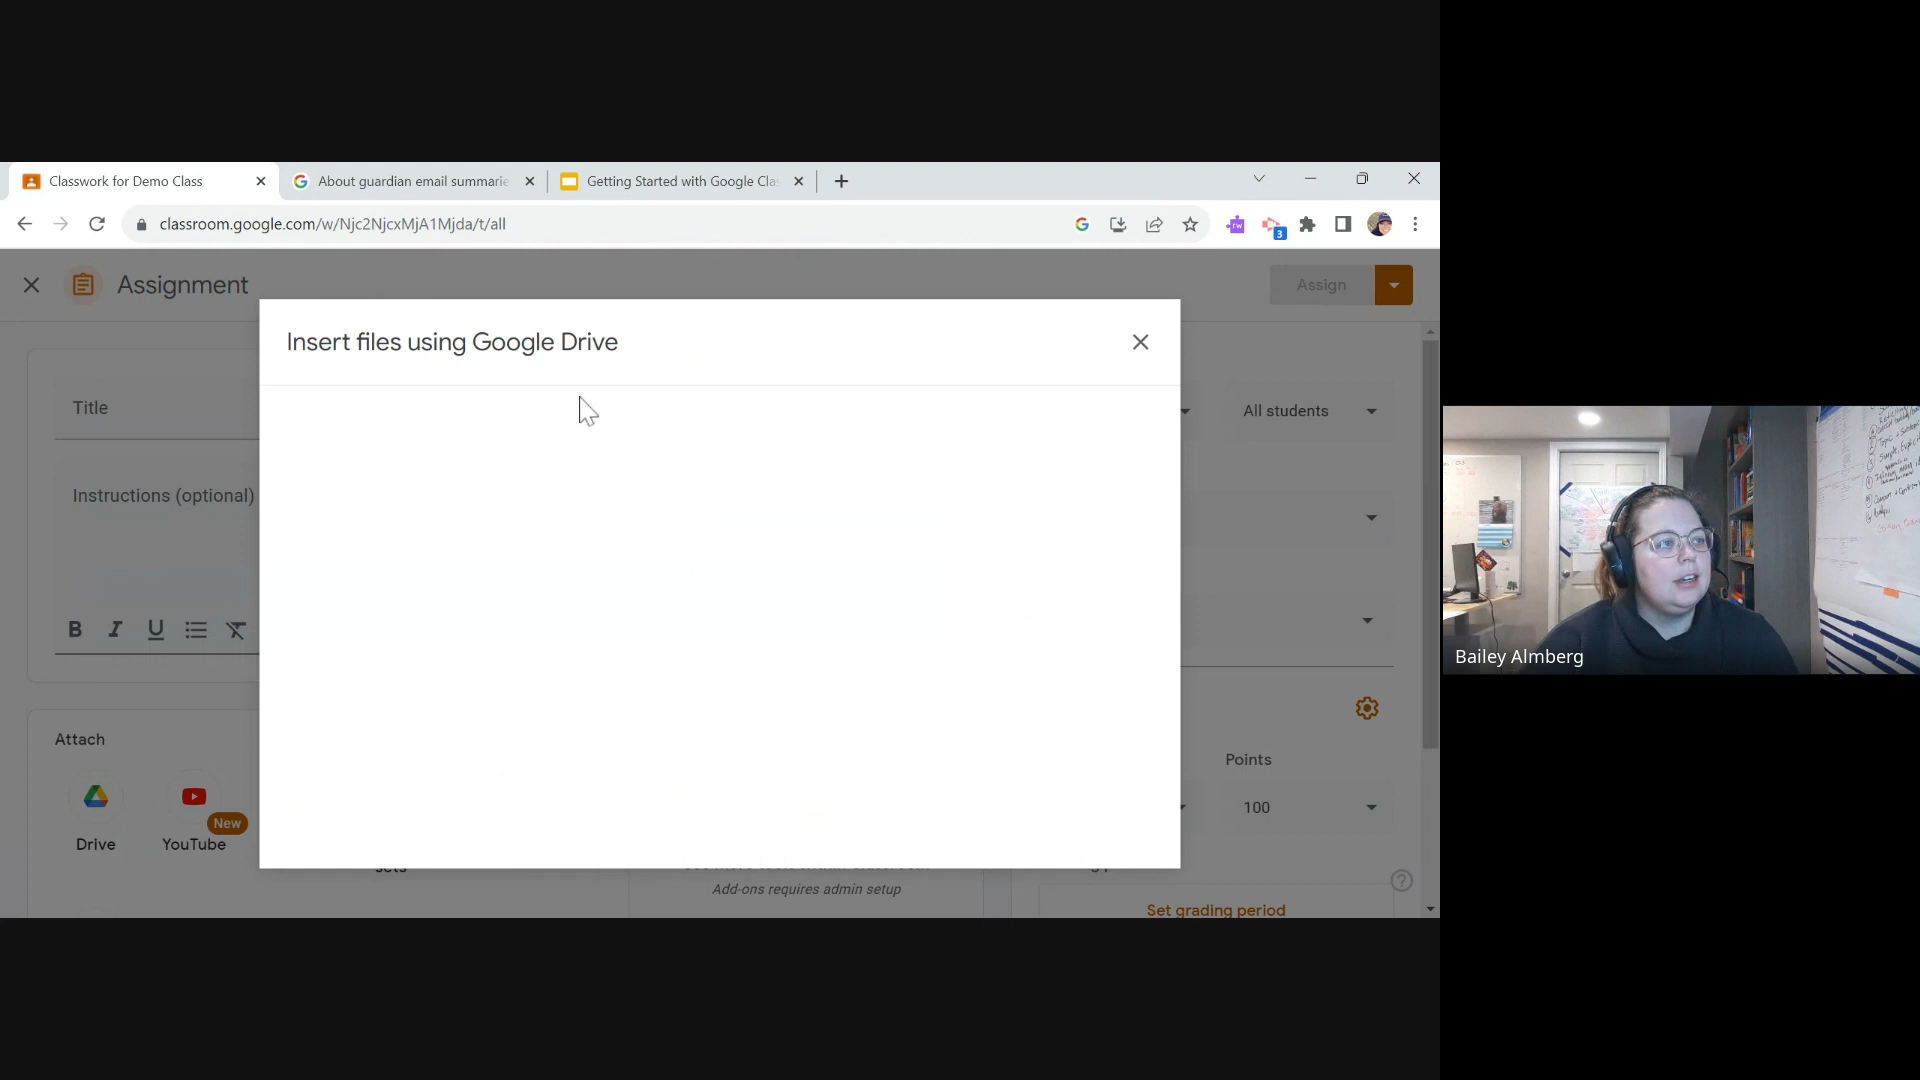 Classwork for Demo Class
About guardian email summarie
Getting Started with Google Cla
classroom.google.com/w/Njc2NjcxMjA1Mjda/t/all
rw
3
Assignment
Assign
Insert files using Google Drive
Title
All students
Instructions (optional)
B I U
Attach
Points
100
New
Drive
YouTube
Add-ons requires admin setup
Set grading period
Bailey Almberg